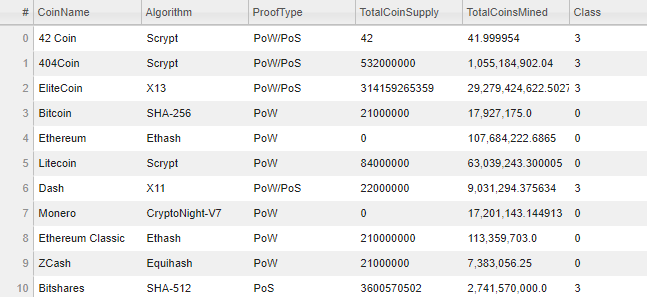 # CoinName Algorithm ProofType TotalCoinSupply TotalCoinsMined Class
0 42 Coin Scrypt PoW/PoS 42 41.999954 3
1 404Coin Scrypt PoW/PoS 532000000 1,055,184,902.04 3
2 EliteCoin X13 PoW/PoS 314159265359 29,279,424,622.5027 3
3 Bitcoin SHA-256 PoW 21000000 17,927,175.0 0
4 Ethereum Ethash PoW 0 107,684,222.6865 0
5 Litecoin Scrypt PoW 84000000 63,039,243.300005 0
6 Dash X11 PoW/PoS 22000000 9,031,294.375634 3
7 Monero CryptoNight-V7 PoW 0 17,201,143.144913 0
8 Ethereum Classic Ethash PoW 210000000 113,359,703.0 0
9 ZCash Equihash PoW 21000000 7,383,056.25 0
10 Bitshares SHA-512 PoS 3600570502 2,741,570,000.0 3